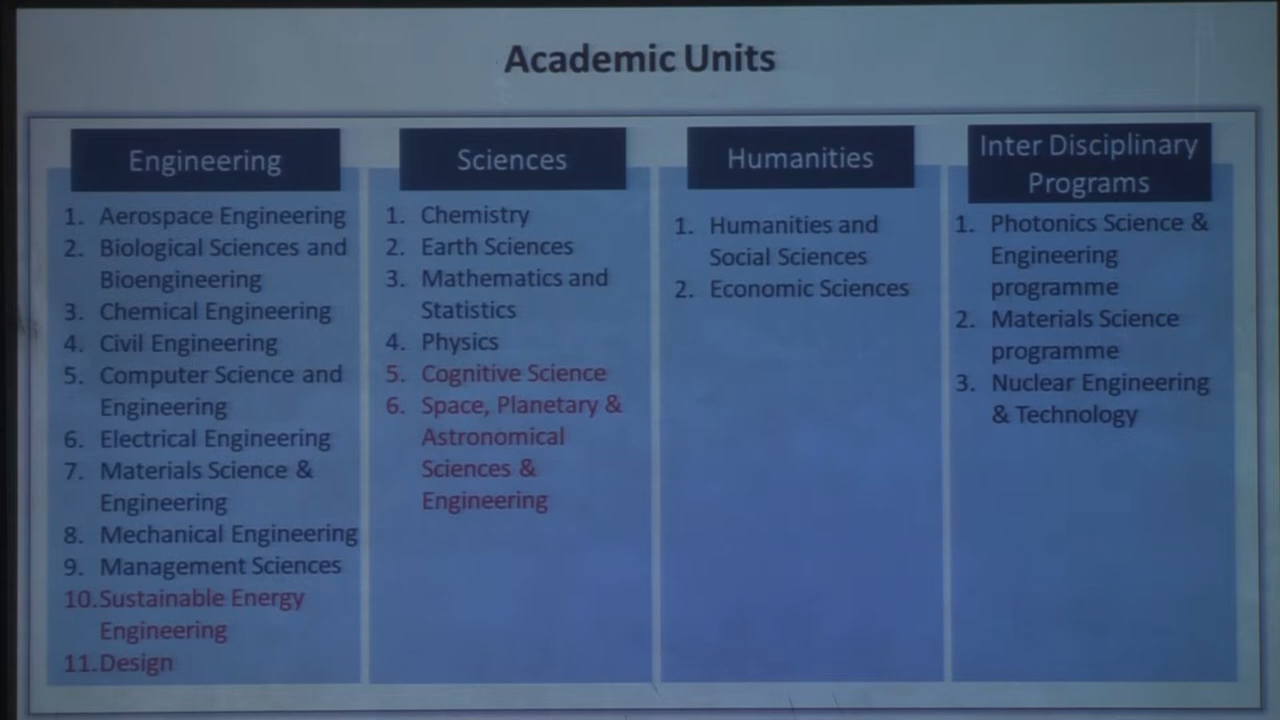 Academic Units
Engineering
1. Aerospace Engineering
2. Biological Sciences and
Bioengineering
3. Chemical Engineering
4. Civil Engineering
5. Computer Science and
Engineering
6. Electrical Engineering
7. Materials Science &
Engineering
8. Mechanical Engineering
9. Management Sciences
10. Sustainable Energy
Engineering
11. Design
Sciences
1. Chemistry
2. Earth Sciences
3. Mathematics and
Statistics
4. Physics
5. Cognitive Science
6. Space, Planetary &
Astronomical
Sciences &
Engineering
Humanities
1. Humanities and
Social Sciences
2. Economic Sciences
Inter Disciplinary
Programs
1. Photonics Science &
Engineering
programme
2. Materials Science
programme
3. Nuclear Engineering
& Technology